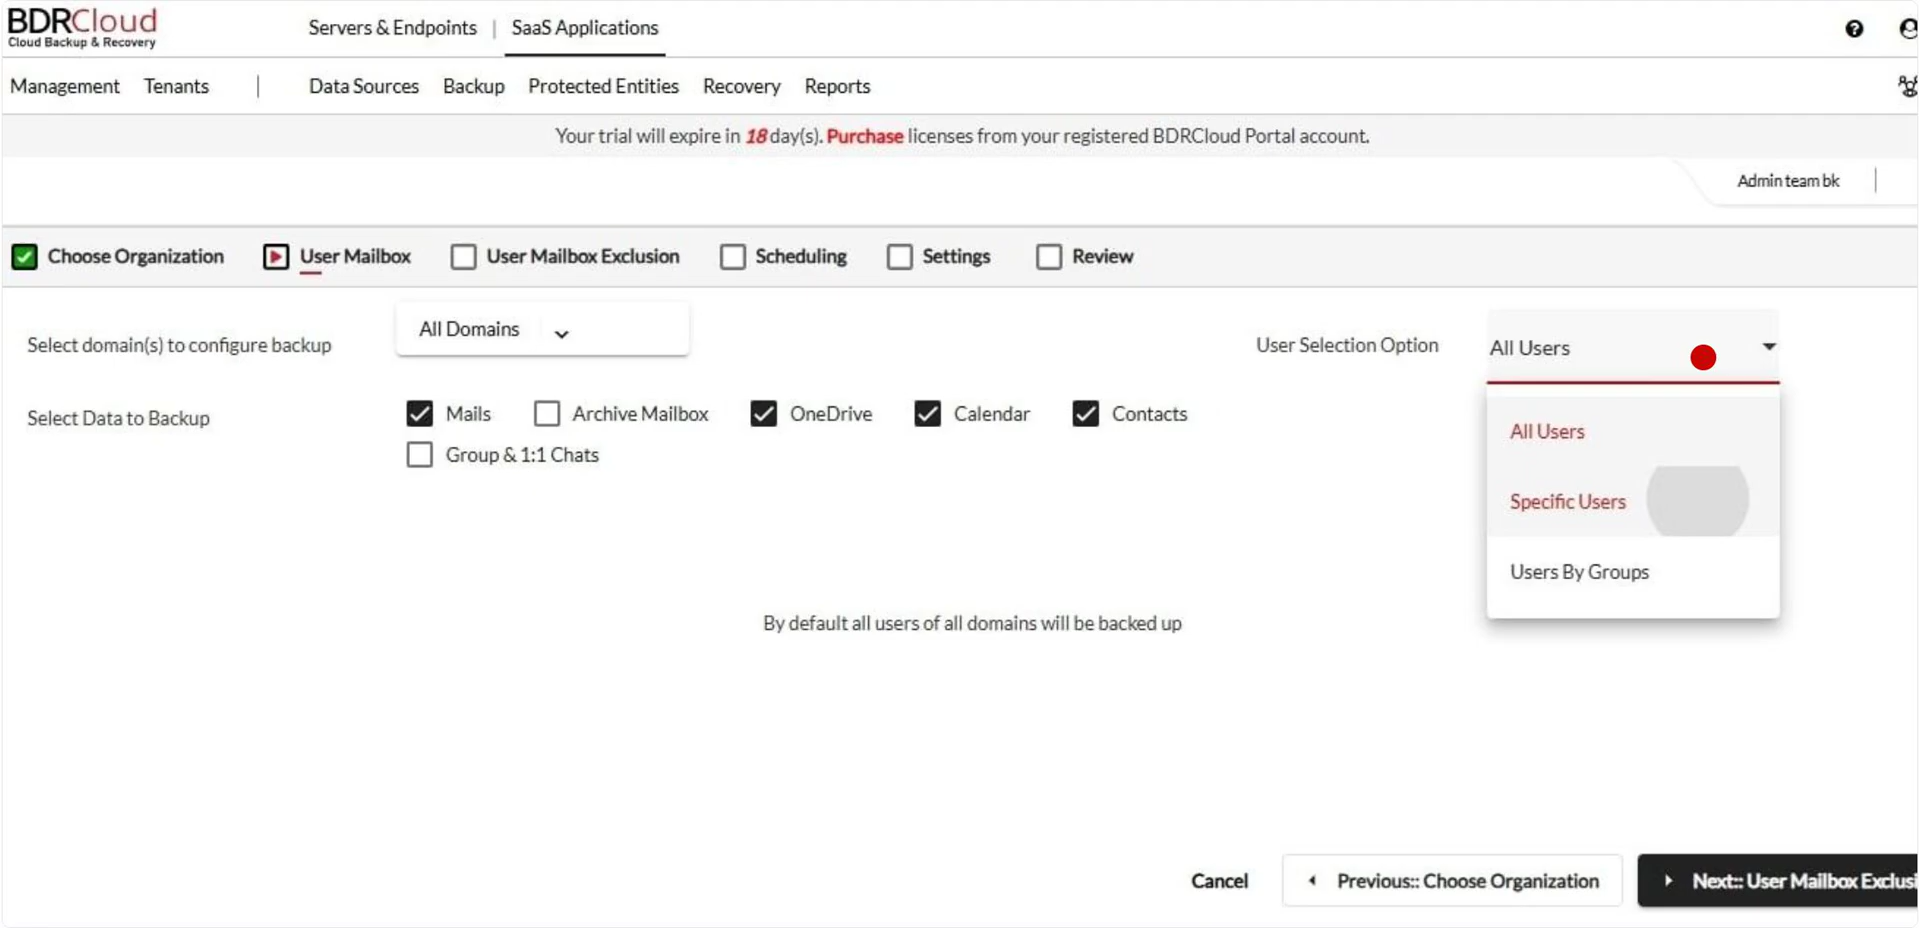 BDRCloud
Cloud Backup & Recovery
Servers & Endpoints | SaaS Applications
Management Tenants | Data Sources Backup Protected Entities Recovery Reports
Your trial will expire in 18 day(s). Purchase licenses from your registered BDRCloud Portal account.
Admin team bk
Choose Organization User Mailbox User Mailbox Exclusion Scheduling Settings Review
Select domain(s) to configure backup All Domains User Selection Option All Users
Select Data to Backup Mails Archive Mailbox OneDrive Calendar Contacts
Group & 1:1 Chats
All Users
Specific Users
Users By Groups
By default all users of all domains will be backed up
Cancel Previous:: Choose Organization Next:: User Mailbox Exclusi